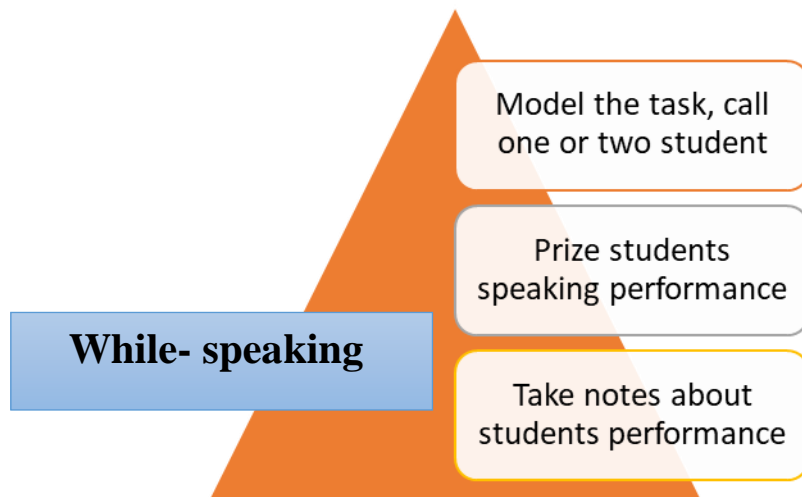 Model the task, call
one or two student
Prize students
speaking performance
While- speaking
Take notes about
students performance